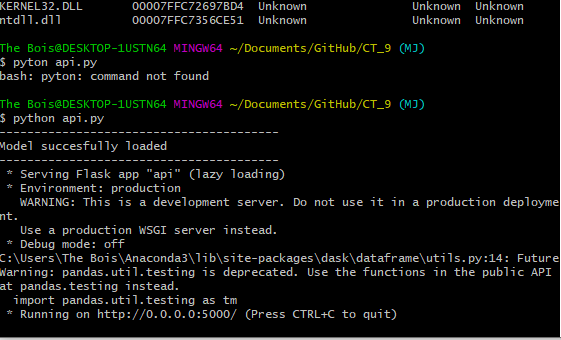 KERNEL32.DLL       00007FFC72697BD4  Unknown               Unknown  Unknown
ntdll.dll          00007FFC7356CE51  Unknown               Unknown  Unknown
The Bois@DESKTOP-1USTN64 MINGW64 ~/Documents/GitHub/CT_9 (MJ)
$ pyton api.py
bash: pyton: command not found
The Bois@DESKTOP-1USTN64 MINGW64 ~/Documents/GitHub/CT_9 (MJ)
$ python api.py
----------------------------------------
Model succesfully loaded
----------------------------------------
 * Serving Flask app "api" (lazy loading)
 * Environment: production
   WARNING: This is a development server. Do not use it in a production deployme
nt.
   Use a production WSGI server instead.
 * Debug mode: off
C:\Users\The Bois\Anaconda3\lib\site-packages\dask\dataframe\utils.py:14: Future
Warning: pandas.util.testing is deprecated. Use the functions in the public API
at pandas.testing instead.
  import pandas.util.testing as tm
 * Running on http://0.0.0.0:5000/ (Press CTRL+C to quit)